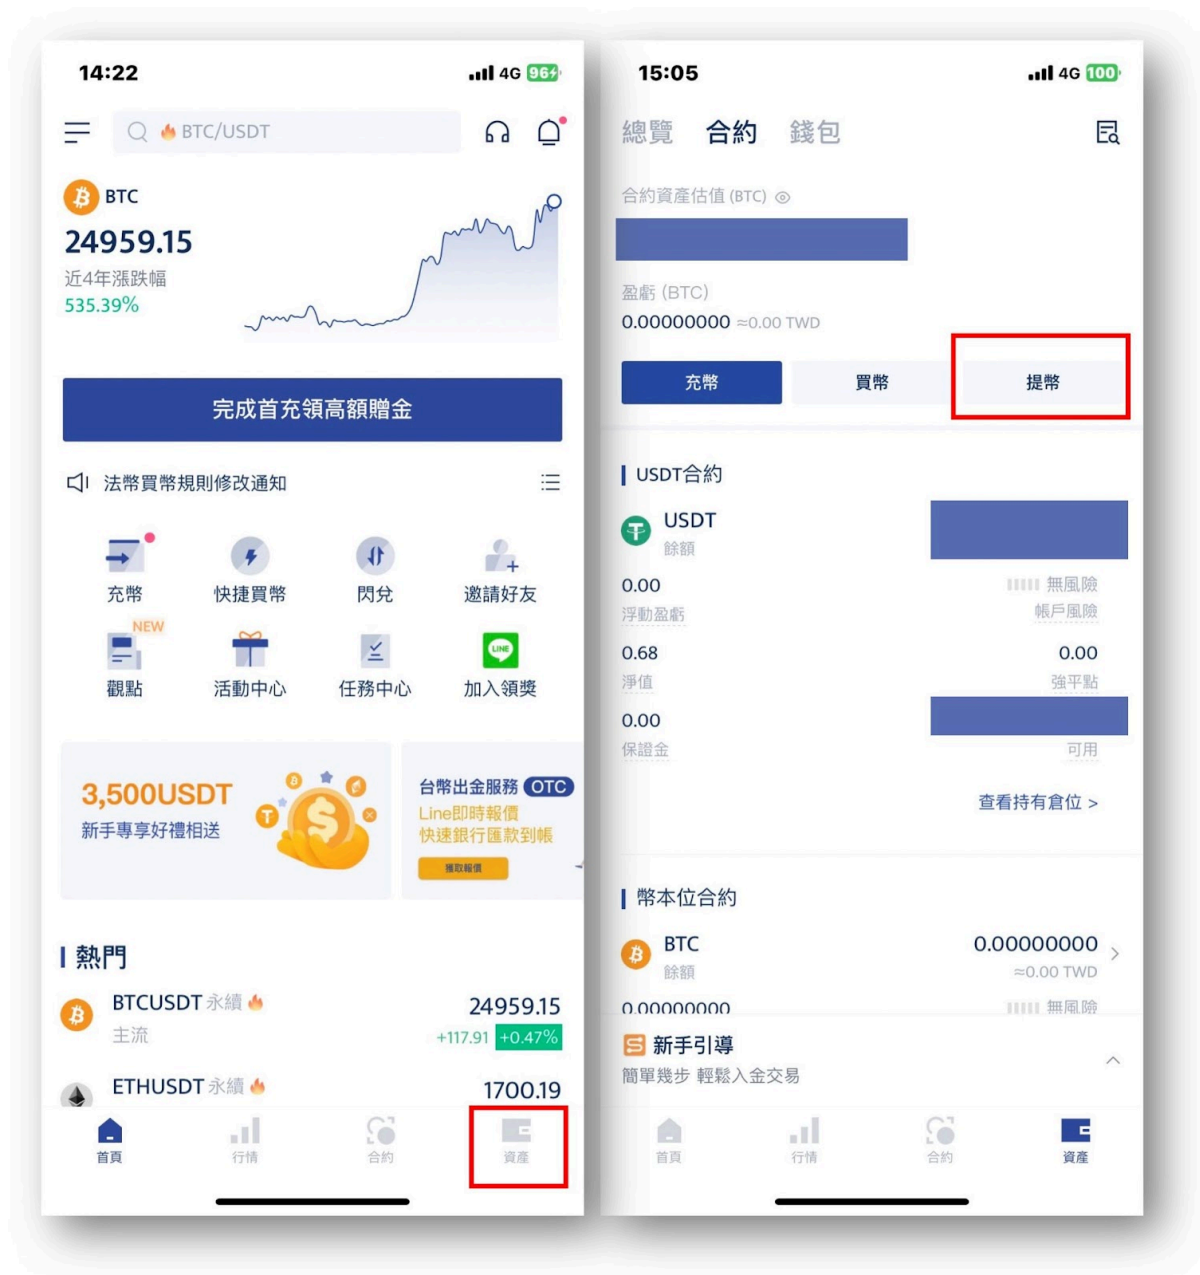 14:22
4G 96
BTC/USDT
BTC
24959.15
近4年漲跌幅
535.39%
完成首充領高額贈金
法幣買幣規則修改通知
充幣 快捷買幣 閃兌 邀請好友
NEW
LINE
觀點 活動中心 任務中心 加入領獎
3,500USDT
新手專享好禮相送
台幣出金服務 OTC
Line即時報價
快速銀行匯款到帳
獲取報價
熱門
BTCUSDT 永續
24959.15
主流
+117.91 +0.47%
ETHUSDT 永續
1700.19
首頁 行情 合約 資產
15:05
4G 100
總覽 合約 錢包
合約資產估值 (BTC)
盈虧 (BTC)
0.00000000 ≈0.00 TWD
充幣 買幣 提幣
USDT合約
USDT
餘額
0.00 無風險
浮動盈虧 帳戶風險
0.68 0.00
淨值 強平點
0.00
保證金 可用
查看持有倉位 >
幣本位合約
BTC 0.00000000
餘額 ≈0.00 TWD
0.00000000 無風險
新手引導
簡單幾步 輕鬆入金交易
首頁 行情 合約 資產